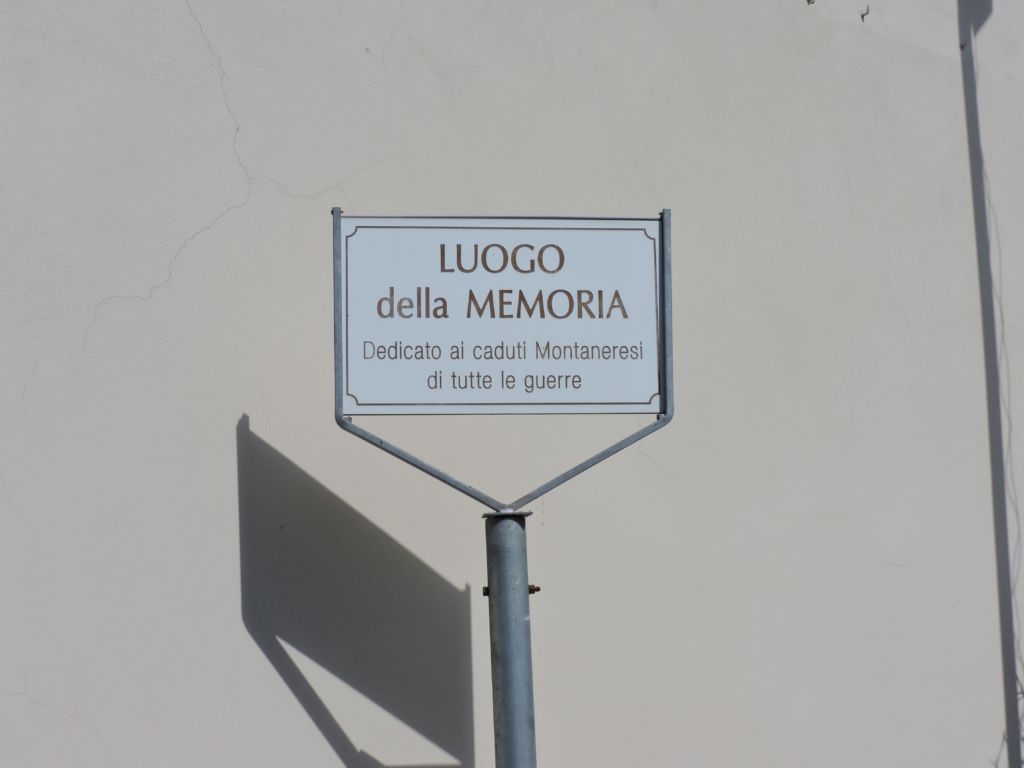 LUOGO
della MEMORIA
Dedicato ai caduti Montaneresi
di tutte le guerre